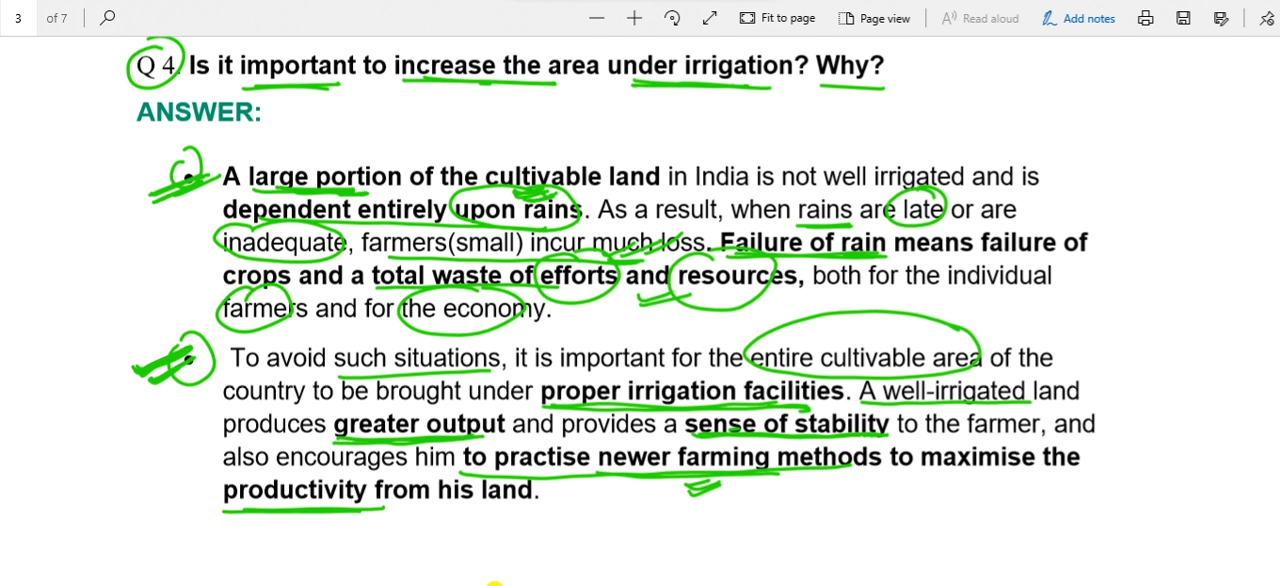 3 of 7 Fit to page Page view Read aloud Add notes
Q 4. Is it important to increase the area under irrigation? Why?
ANSWER:
A large portion of the cultivable land in India is not well irrigated and is
dependent entirely upon rains. As a result, when rains are late or are
inadequate, farmers(small) incur much loss. Failure of rain means failure of
crops and a total waste of efforts and resources, both for the individual
farmers and for the economy.
To avoid such situations, it is important for the entire cultivable area of the
country to be brought under proper irrigation facilities. A well-irrigated land
produces greater output and provides a sense of stability to the farmer, and
also encourages him to practise newer farming methods to maximise the
productivity from his land.